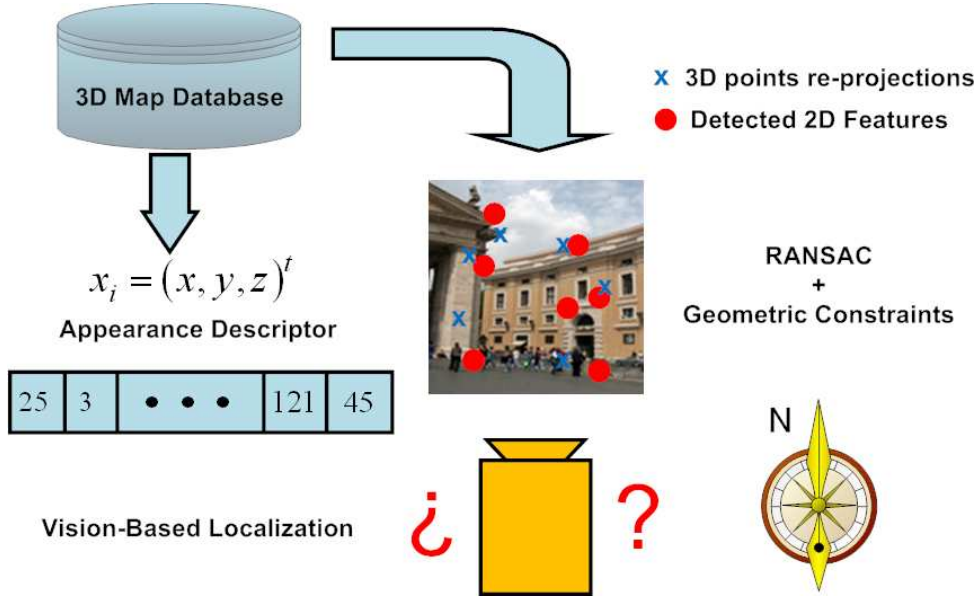 3D Map Database
x 3D points re-projections
Detected 2D Features
x_i = (x, y, z)^t
Appearance Descriptor
25 3 • • • 121 45
RANSAC
+
Geometric Constraints
N
Vision-Based Localization
¿ ?